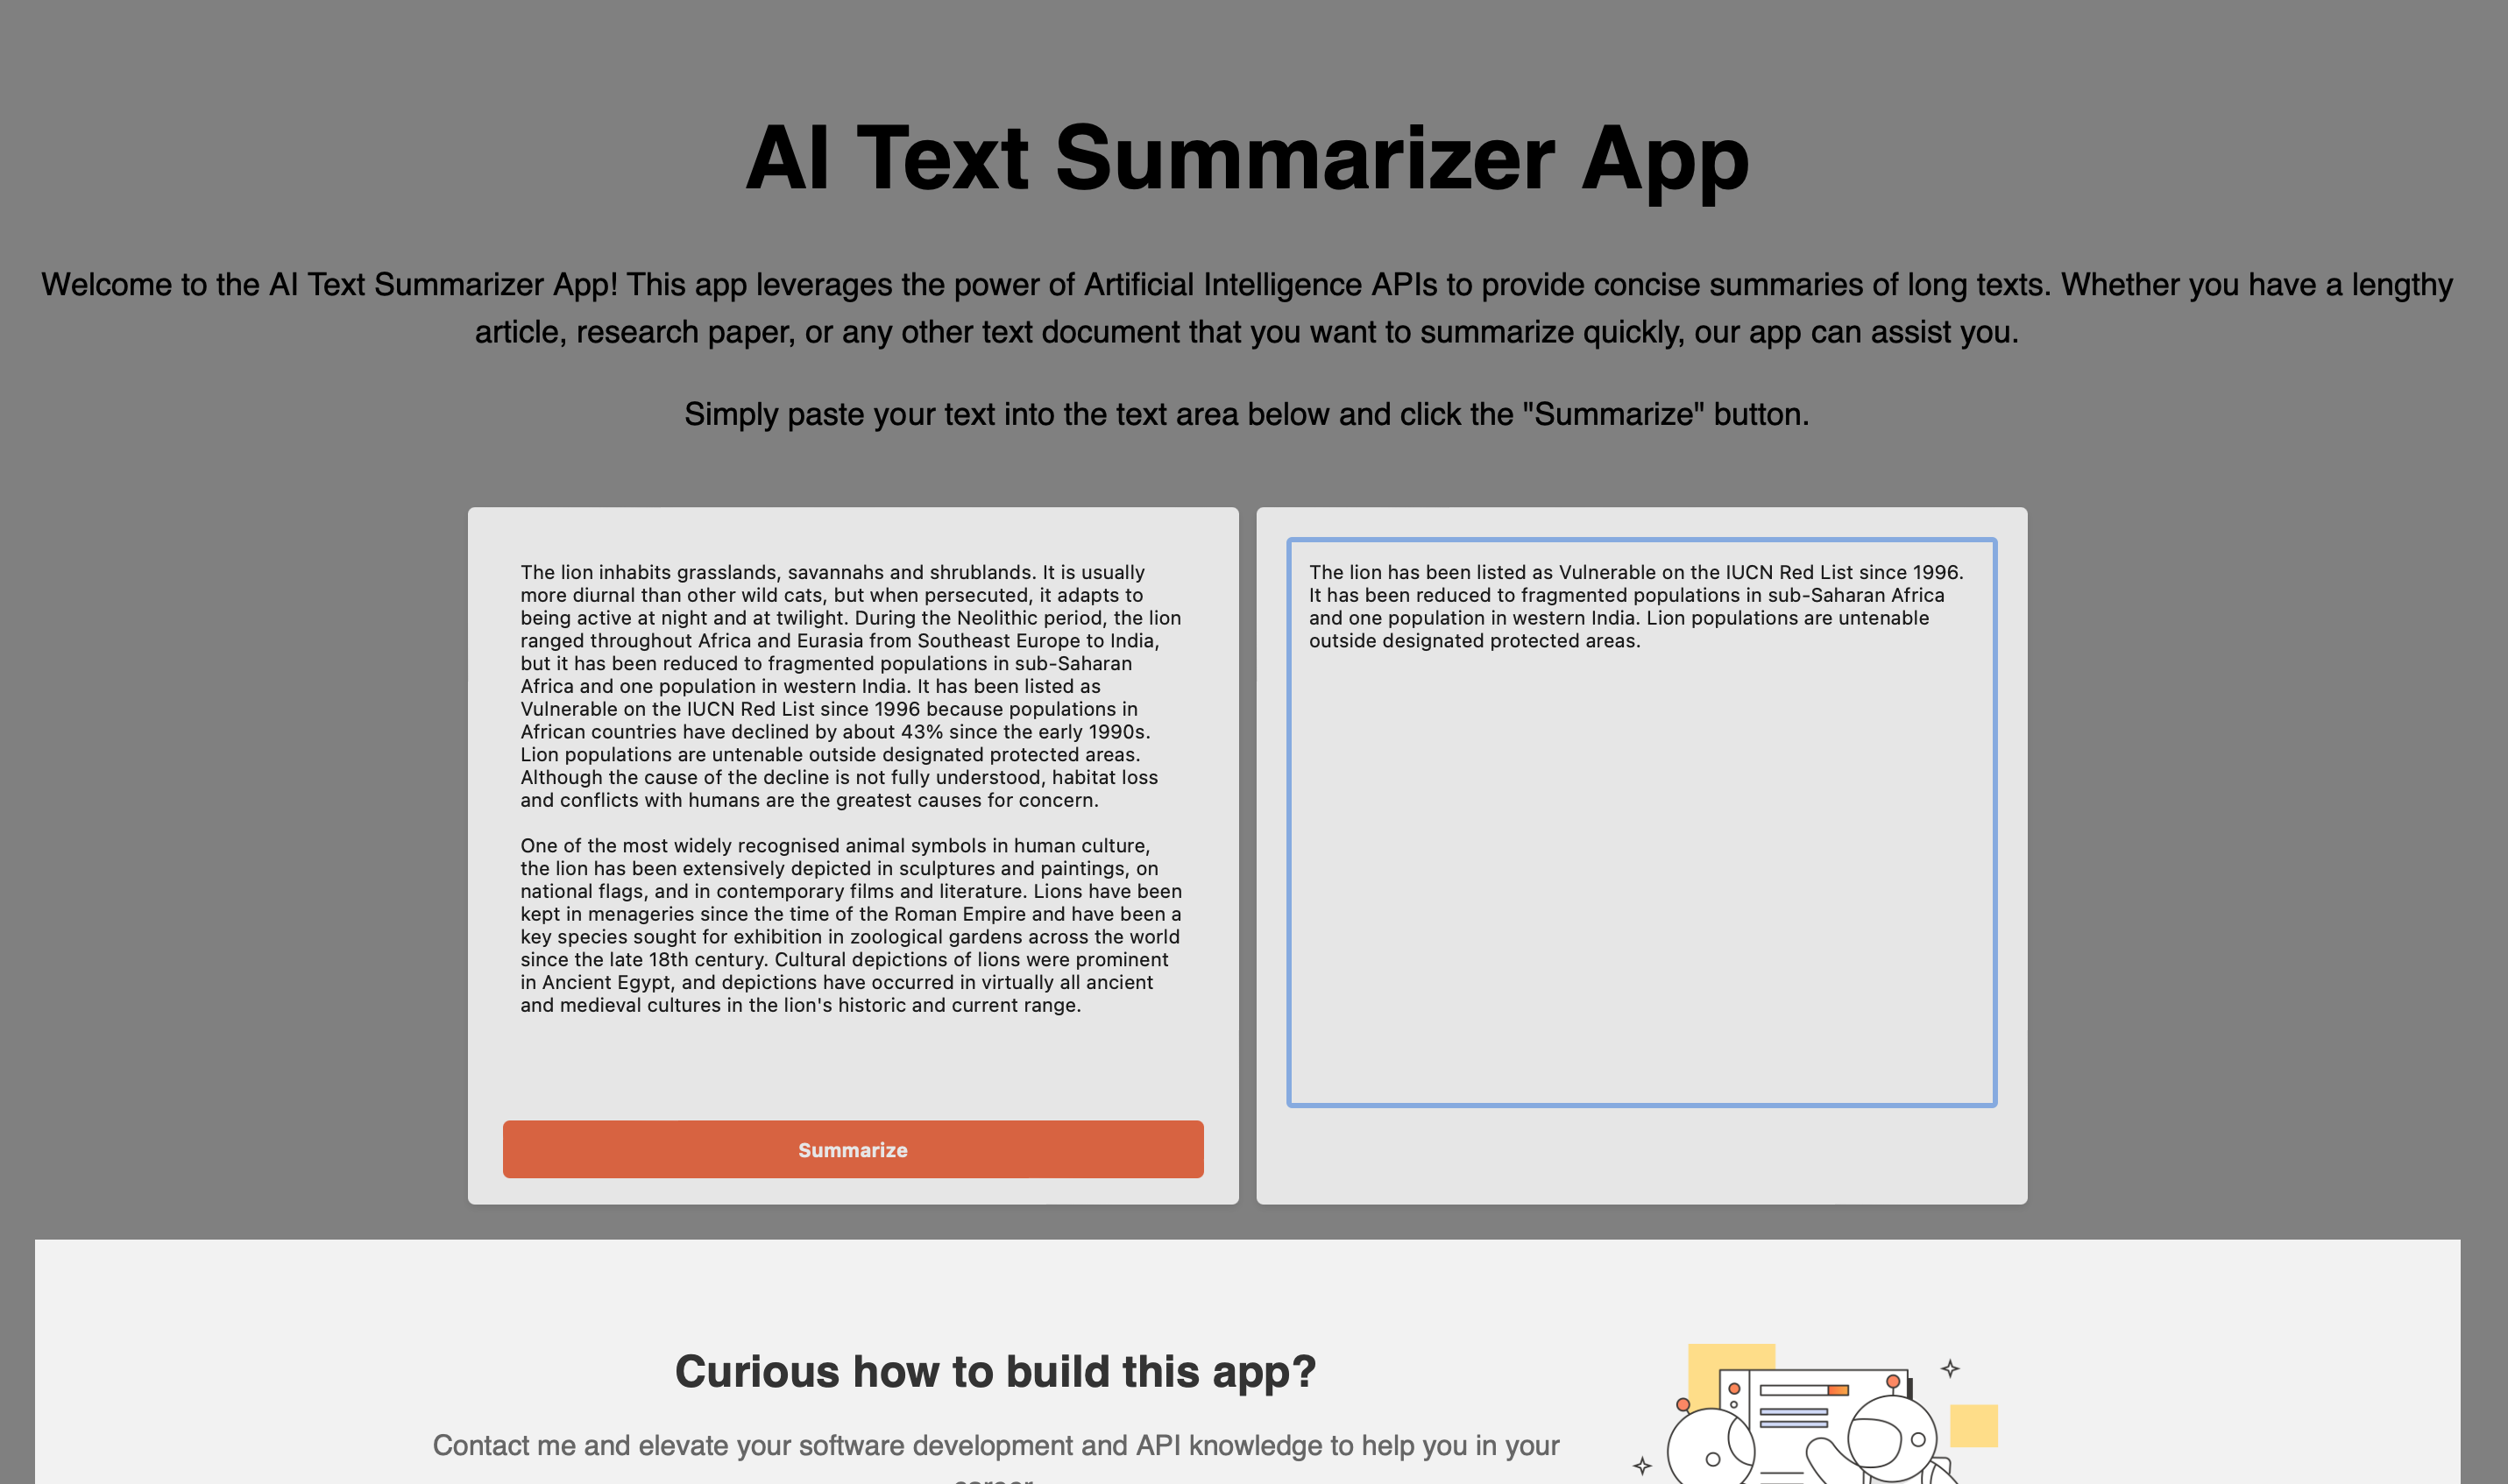 AI Text Summarizer App
Welcome to the AI Text Summarizer App! This app leverages the power of Artificial Intelligence APIs to provide concise summaries of long texts. Whether you have a lengthy
article, research paper, or any other text document that you want to summarize quickly, our app can assist you.
Simply paste your text into the text area below and click the "Summarize" button.
The lion inhabits grasslands, savannahs and shrublands. It is usually
more diurnal than other wild cats, but when persecuted, it adapts to
being active at night and at twilight. During the Neolithic period, the lion
ranged throughout Africa and Eurasia from Southeast Europe to India,
but it has been reduced to fragmented populations in sub-Saharan
Africa and one population in western India. It has been listed as
Vulnerable on the IUCN Red List since 1996 because populations in
African countries have declined by about 43% since the early 1990s.
Lion populations are untenable outside designated protected areas.
Although the cause of the decline is not fully understood, habitat loss
and conflicts with humans are the greatest causes for concern.
One of the most widely recognised animal symbols in human culture,
the lion has been extensively depicted in sculptures and paintings, on
national flags, and in contemporary films and literature. Lions have been
kept in menageries since the time of the Roman Empire and have been a
key species sought for exhibition in zoological gardens across the world
since the late 18th century. Cultural depictions of lions were prominent
in Ancient Egypt, and depictions have occurred in virtually all ancient
and medieval cultures in the lion's historic and current range.
Summarize
The lion has been listed as Vulnerable on the IUCN Red List since 1996.
It has been reduced to fragmented populations in sub-Saharan Africa
and one population in western India. Lion populations are untenable
outside designated protected areas.
Curious how to build this app?
Contact me and elevate your software development and API knowledge to help you in your